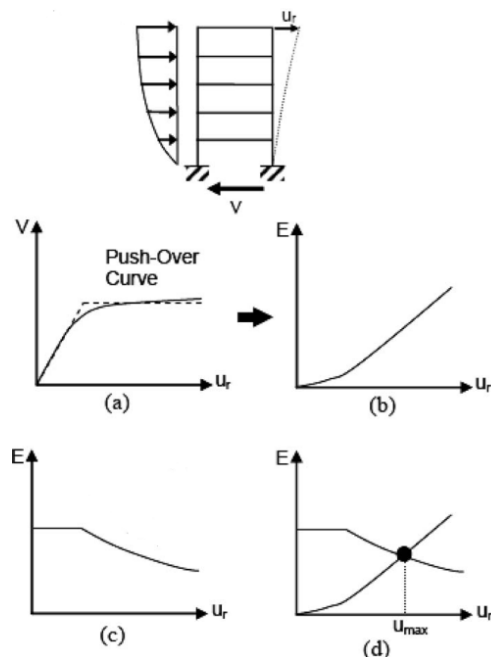 u_r
V
V
Push-Over
Curve
u_r
(a)
E
u_r
(b)
E
u_r
(c)
E
u_max
u_r
(d)